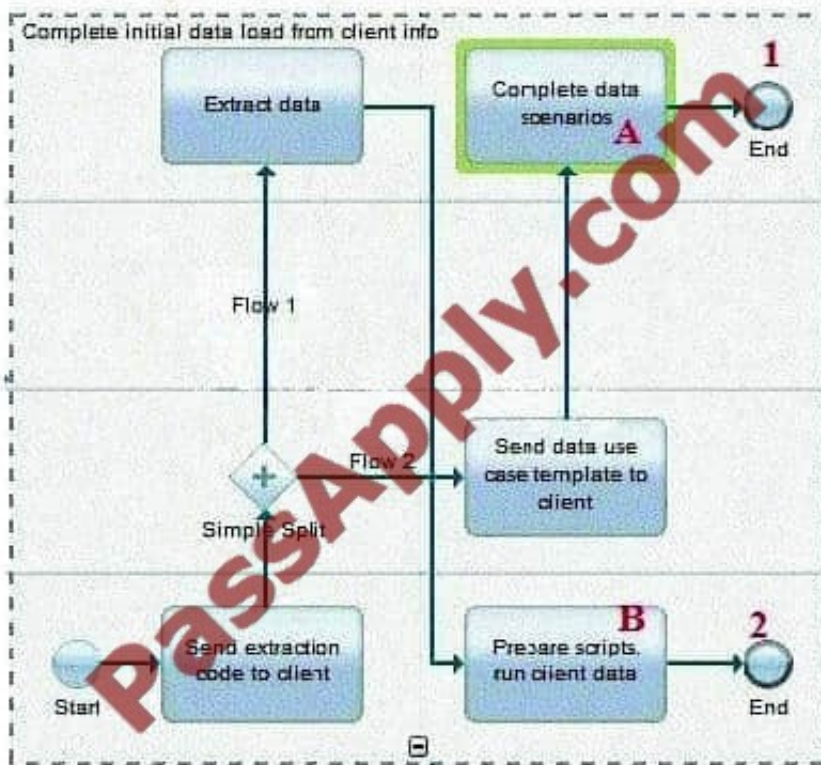 Complete initial data load from client info
1
Extract data
Complete data
scenarios
A
End
Flow 1
Send data use
case template to
client
Flow 2
Simple Split
B
2
Send extraction
code to client
Prepare scripts,
run client data
Start
End
PassApply.com